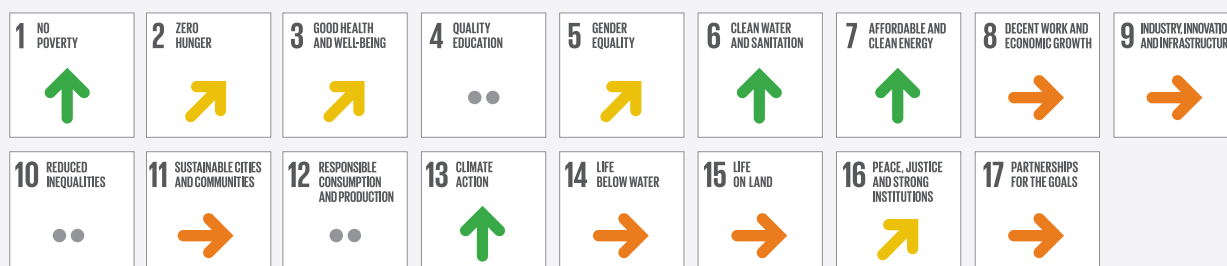 1 NO
POVERTY
2 ZERO
HUNGER
3 GOOD HEALTH
AND WELL-BEING
4 QUALITY
EDUCATION
5 GENDER
EQUALITY
6 CLEAN WATER
AND SANITATION
7 AFFORDABLE AND
CLEAN ENERGY
8 DECENT WORK AND
ECONOMIC GROWTH
9 INDUSTRY, INNOVATIO
AND INFRASTRUCTUR
10 REDUCED
INEQUALITIES
11 SUSTAINABLE CITIES
AND COMMUNITIES
12 RESPONSIBLE
CONSUMPTION
AND PRODUCTION
13 CLIMATE
ACTION
14 LIFE
BELOW WATER
15 LIFE
ON LAND
16 PEACE, JUSTICE
AND STRONG
INSTITUTIONS
17 PARTNERSHIPS
FOR THE GOALS